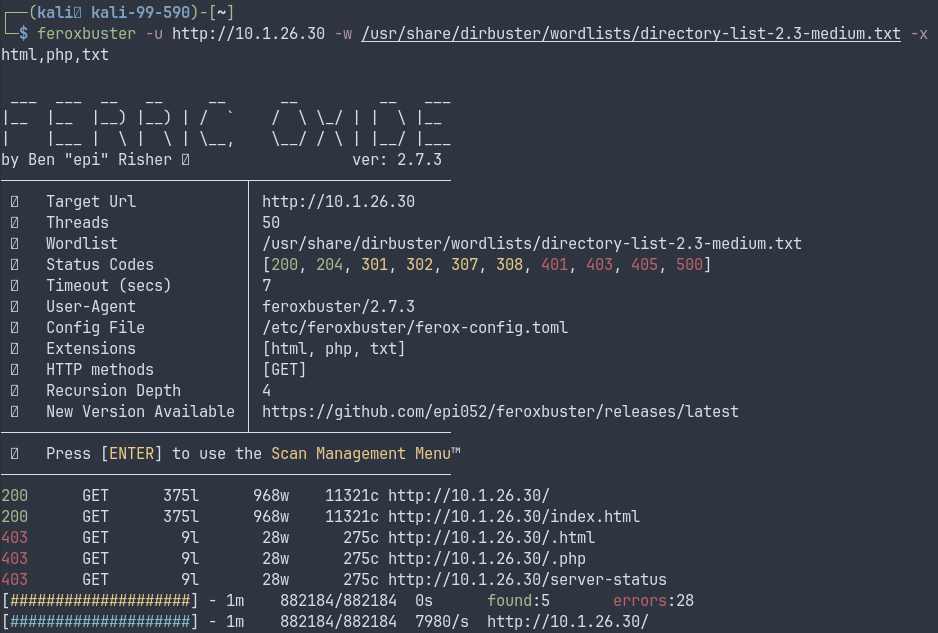 ┌──(kali kali-99-590)-[~]
└─$ feroxbuster -u http://10.1.26.30 -w /usr/share/dirbuster/wordlists/directory-list-2.3-medium.txt -x
html,php,txt
 ___  ___  __   __     __      __         __   ___
|__  |__  |__) |__) | /  `    /  \ \_/ | |  \ |__
|    |___ |  \ |  \ | \__,    \__/ / \ | |__/ |___
by Ben "epi" Risher                  ver: 2.7.3
Target Url │ http://10.1.26.30
Threads │ 50
Wordlist │ /usr/share/dirbuster/wordlists/directory-list-2.3-medium.txt
Status Codes │ [200, 204, 301, 302, 307, 308, 401, 403, 405, 500]
Timeout (secs) │ 7
User-Agent │ feroxbuster/2.7.3
Config File │ /etc/feroxbuster/ferox-config.toml
Extensions │ [html, php, txt]
HTTP methods │ [GET]
Recursion Depth │ 4
New Version Available │ https://github.com/epi052/feroxbuster/releases/latest
Press [ENTER] to use the Scan Management Menu™
200      GET      375l      968w    11321c http://10.1.26.30/
200      GET      375l      968w    11321c http://10.1.26.30/index.html
403      GET        9l       28w      275c http://10.1.26.30/.html
403      GET        9l       28w      275c http://10.1.26.30/.php
403      GET        9l       28w      275c http://10.1.26.30/server-status
[####################] - 1m    882184/882184  0s      found:5       errors:28
[####################] - 1m    882184/882184  7980/s  http://10.1.26.30/